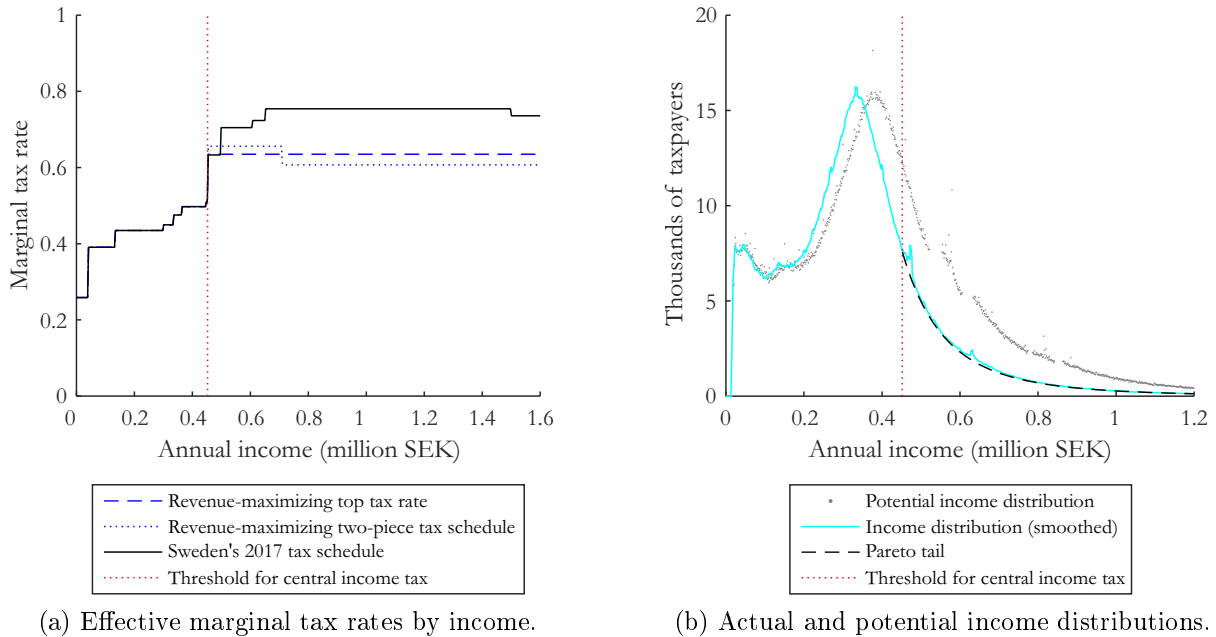 1
0.8
0.6
0.4
0.2
0
Marginal tax rate
0 0.2 0.4 0.6 0.8 1 1.2 1.4 1.6
Annual income (million SEK)
Revenue-maximizing top tax rate
Revenue-maximizing two-piece tax schedule
Sweden's 2017 tax schedule
Threshold for central income tax
(a) Effective marginal tax rates by income.
20
15
10
5
0
Thousands of taxpayers
0 0.2 0.4 0.6 0.8 1 1.2
Annual income (million SEK)
Potential income distribution
Income distribution (smoothed)
Pareto tail
Threshold for central income tax
(b) Actual and potential income distributions.